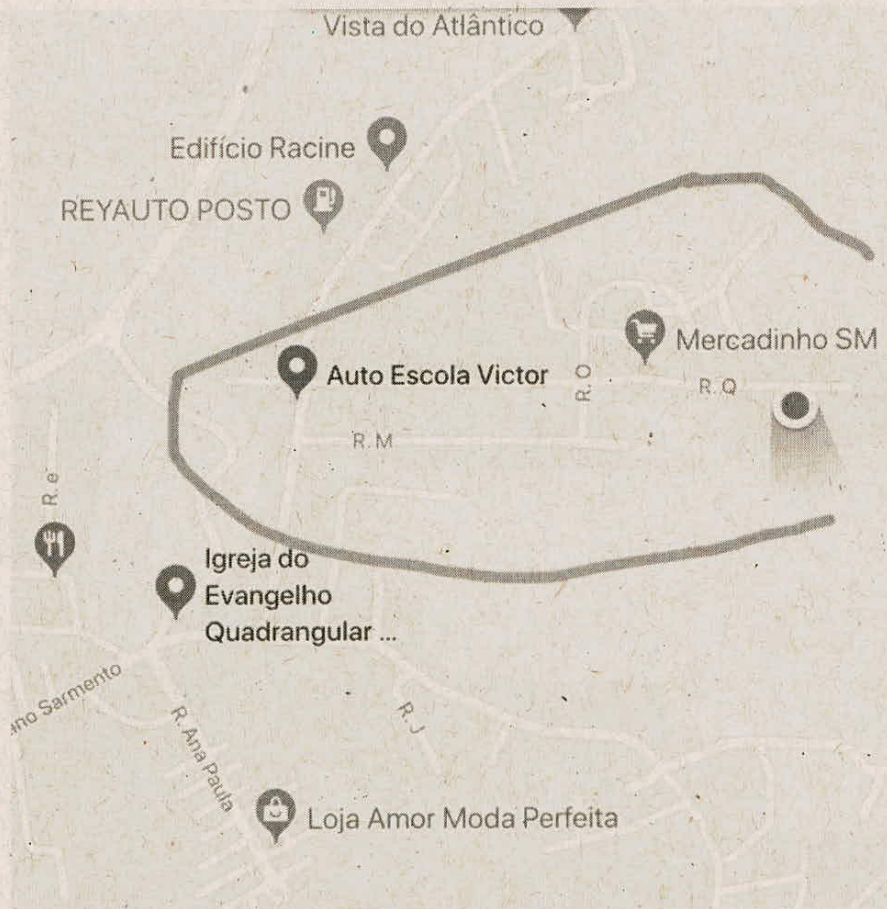 Vista do Atlântico
Edifício Racine
REYAUTO POSTO
Mercadinho SM
Auto Escola Victor
R. O
R. Q
R. M
R. e
Igreja do
Evangelho
Quadrangular ...
ano Sarmento
R. Ana Paula
R. J
Loja Amor Moda Perfeita